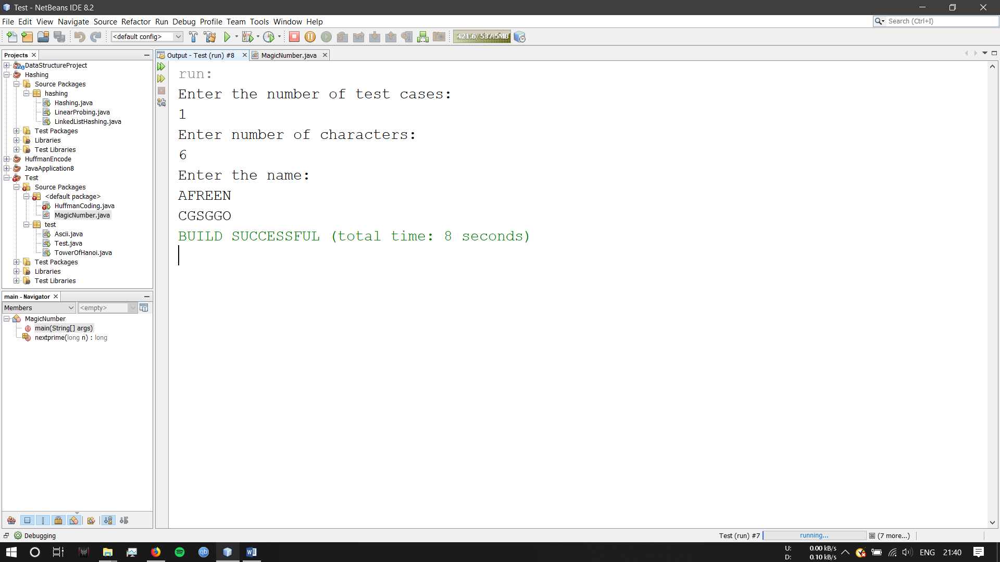 Test - NetBeans IDE 8.2
File Edit View Navigate Source Refactor Run Debug Profile Team Tools Window Help
Search (Ctrl+I)
<default config>
421.6/537.5MB
Projects
DataStructureProject
Hashing
Source Packages
hashing
Hashing.java
LinearProbing.java
LinkedListHashing.java
Test Packages
Libraries
Test Libraries
HuffmanEncode
JavaApplication8
Test
Source Packages
<default package>
HuffmanCoding.java
MagicNumber.java
test
Ascii.java
Test.java
TowerOfHanoi.java
Test Packages
Libraries
Test Libraries
main - Navigator
Members
<empty>
MagicNumber
main(String[] args)
nextprime(long n) : long
Output - Test (run) #8
MagicNumber.java
run:
Enter the number of test cases:
1
Enter number of characters:
6
Enter the name:
AFREEN
CGSGGO
BUILD SUCCESSFUL (total time: 8 seconds)
Debugging
Test (run) #7
running...
(7 more...)
qb
U: 0.00 kB/s
D: 0.10 kB/s
ENG
21:40